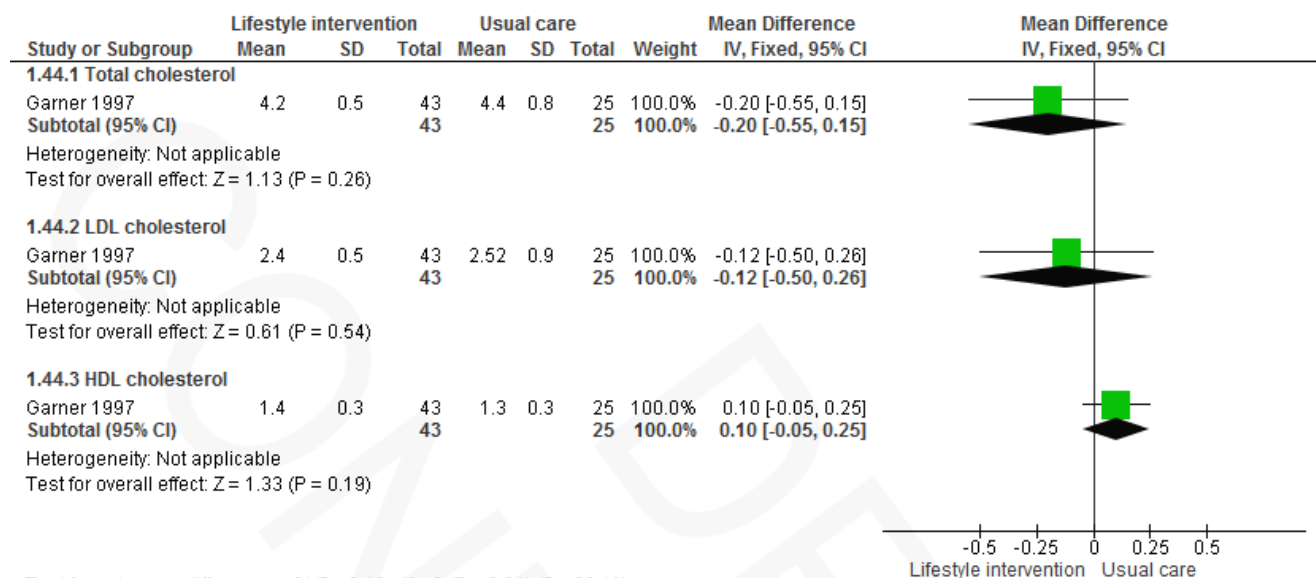 Lifestyle intervention Usual care Mean Difference Mean Difference
Study or Subgroup Mean SD Total Mean SD Total Weight IV, Fixed, 95% CI IV, Fixed, 95% CI
1.44.1 Total cholesterol
Garner 1997 4.2 0.5 43 4.4 0.8 25 100.0% -0.20 [-0.55, 0.15]
Subtotal (95% CI) 43 25 100.0% -0.20 [-0.55, 0.15]
Heterogeneity: Not applicable
Test for overall effect: Z = 1.13 (P = 0.26)
1.44.2 LDL cholesterol
Garner 1997 2.4 0.5 43 2.52 0.9 25 100.0% -0.12 [-0.50, 0.26]
Subtotal (95% CI) 43 25 100.0% -0.12 [-0.50, 0.26]
Heterogeneity: Not applicable
Test for overall effect: Z = 0.61 (P = 0.54)
1.44.3 HDL cholesterol
Garner 1997 1.4 0.3 43 1.3 0.3 25 100.0% 0.10 [-0.05, 0.25]
Subtotal (95% CI) 43 25 100.0% 0.10 [-0.05, 0.25]
Heterogeneity: Not applicable
Test for overall effect: Z = 1.33 (P = 0.19)
-0.5 -0.25 0 0.25 0.5
Lifestyle intervention Usual care